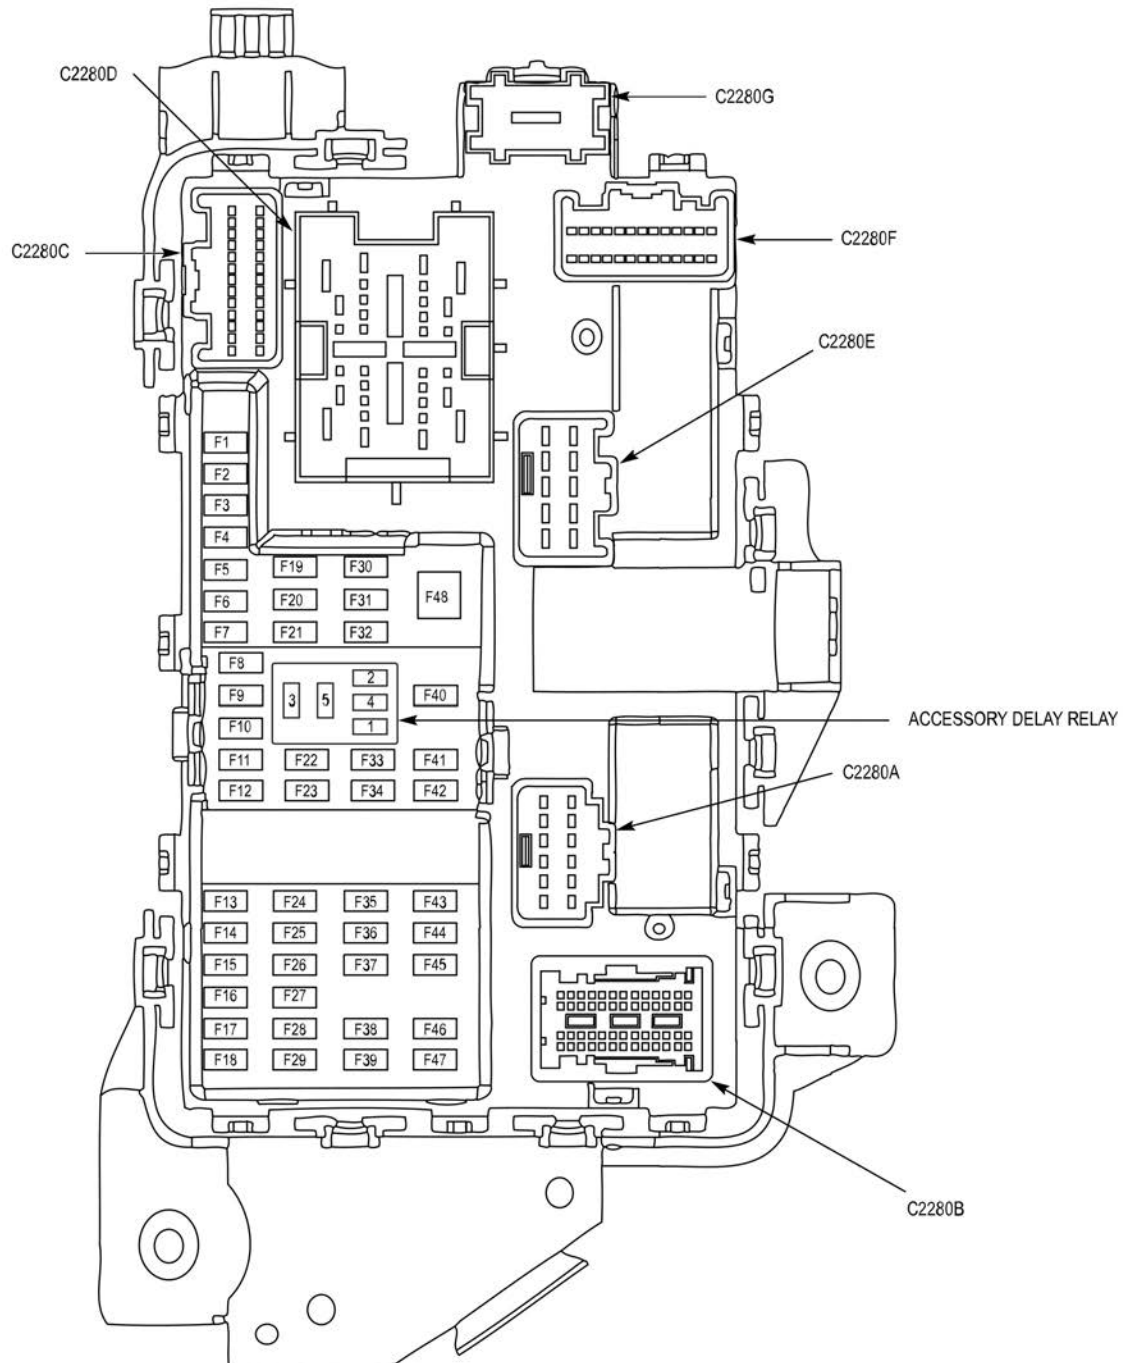 C2280D
C2280G
C2280C
C2280F
C2280E
F1
F2
F3
F4
F5 F19 F30
F48
F6 F20 F31
F7 F21 F32
F8
2
F9 3 5 F40
4
F10 1
ACCESSORY DELAY RELAY
F11 F22 F33 F41
C2280A
F12 F23 F34 F42
F13 F24 F35 F43
F14 F25 F36 F44
F15 F26 F37 F45
F16 F27
F17 F28 F38 F46
F18 F29 F39 F47
C2280B